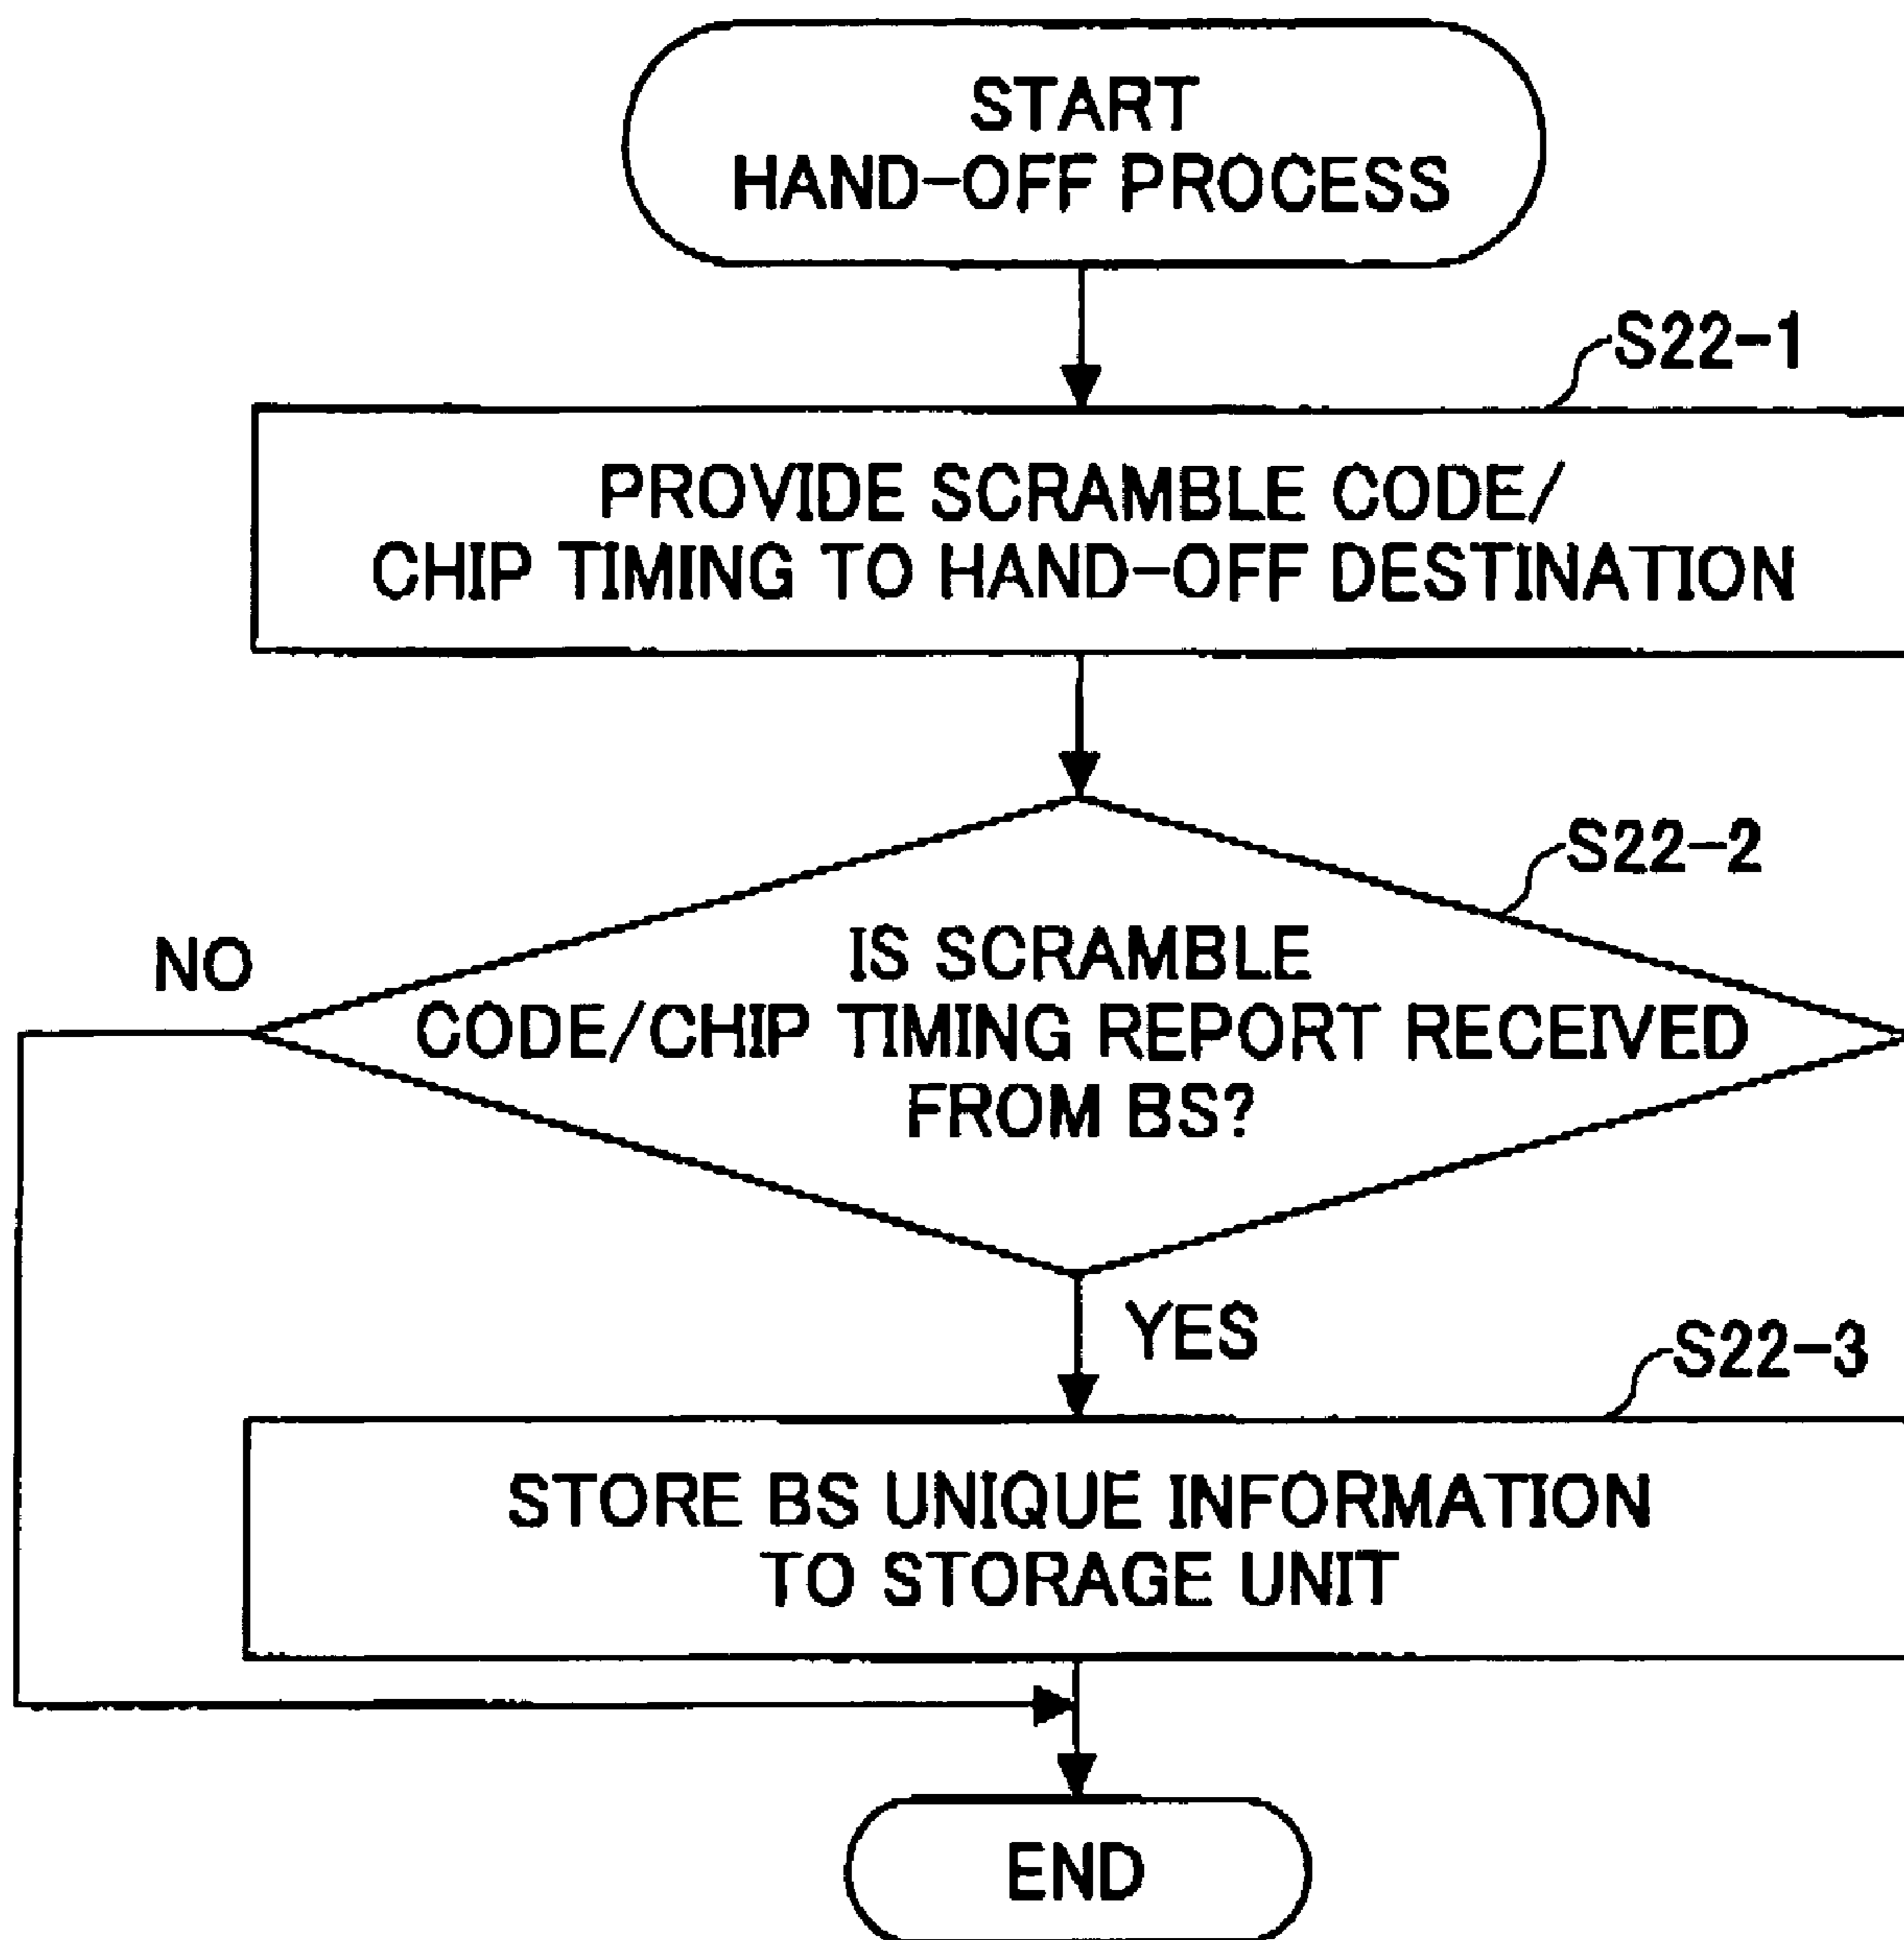 START
HAND-OFF PROCESS
S22-1
PROVIDE SCRAMBLE CODE/
CHIP TIMING TO HAND-OFF DESTINATION
S22-2
NO
IS SCRAMBLE
CODE/CHIP TIMING REPORT RECEIVED
FROM BS?
YES
S22-3
STORE BS UNIQUE INFORMATION
TO STORAGE UNIT
END